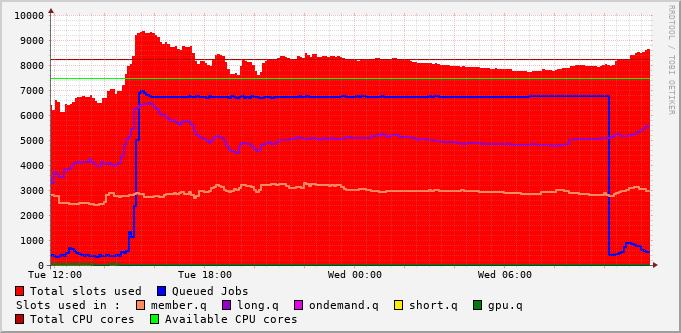 10000
9000
8000
7000
6000
5000
4000
3000
2000
1000
0
Tue 12:00 Tue 18:00 Wed 00:00 Wed 06:00
Total slots used Queued Jobs
Slots used in : member.q long.q ondemand.q short.q gpu.q
Total CPU cores Available CPU cores
RRDTOOL / TOBI OETIKER